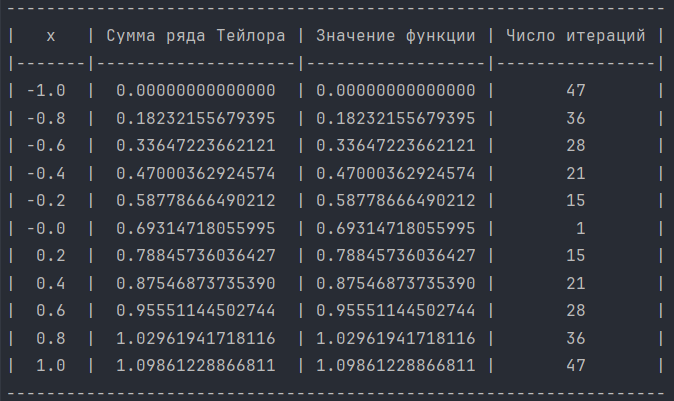 -------------------------------------------------------------------
|   x   | Сумма ряда Тейлора | Значение функции | Число итераций |
|-------|--------------------|------------------|----------------|
| -1.0  |  0.00000000000000  | 0.00000000000000 |       47       |
| -0.8  |  0.18232155679395  | 0.18232155679395 |       36       |
| -0.6  |  0.33647223662121  | 0.33647223662121 |       28       |
| -0.4  |  0.47000362924574  | 0.47000362924574 |       21       |
| -0.2  |  0.58778666490212  | 0.58778666490212 |       15       |
| -0.0  |  0.69314718055995  | 0.69314718055995 |        1       |
|  0.2  |  0.78845736036427  | 0.78845736036427 |       15       |
|  0.4  |  0.87546873735390  | 0.87546873735390 |       21       |
|  0.6  |  0.95551144502744  | 0.95551144502744 |       28       |
|  0.8  |  1.02961941718116  | 1.02961941718116 |       36       |
|  1.0  |  1.09861228866811  | 1.09861228866811 |       47       |
-------------------------------------------------------------------